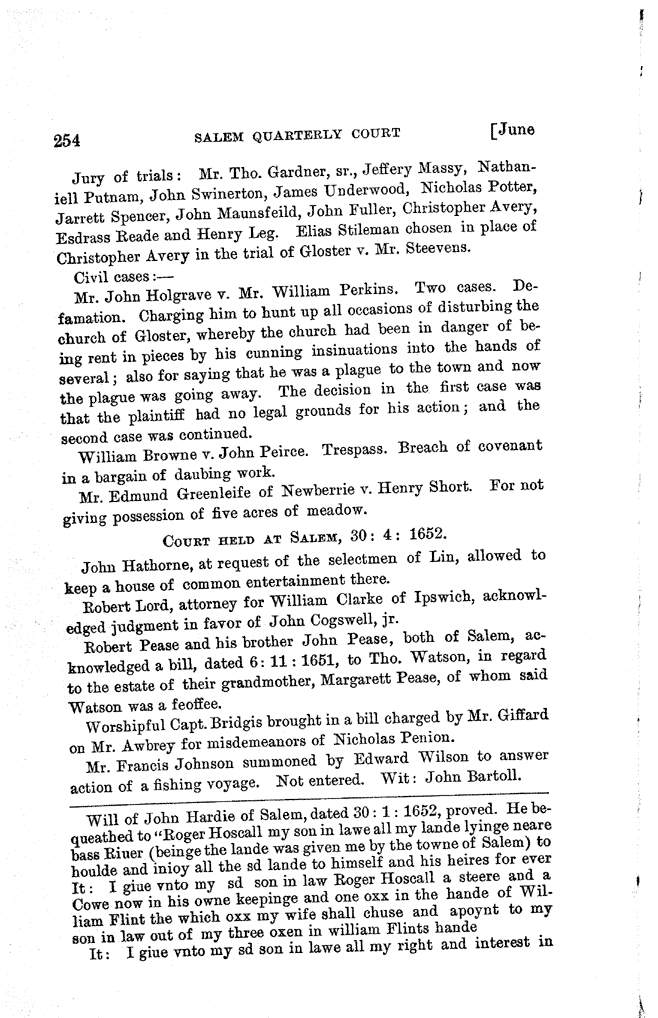 254 SALEM QUARTERLY COURT [June
Jury of trials: Mr. Tho. Gardner, sr., Jeffery Massy, Nathan-
iell Putnam, John Swinerton, James Underwood, Nicholas Potter,
Jarrett Spencer, John Maunsfeild, John Fuller, Christopher Avery,
Esdrass Reade and Henry Leg. Elias Stileman chosen in place of
Christopher Avery in the trial of Gloster v. Mr. Steevens.
Civil cases:—
Mr. John Holgrave v. Mr. William Perkins. Two cases. De-
famation. Charging him to hunt up all occasions of disturbing the
church of Gloster, whereby the church had been in danger of be-
ing rent in pieces by his cunning insinuations into the hands of
several; also for saying that he was a plague to the town and now
the plague was going away. The decision in the first case was
that the plaintiff had no legal grounds for his action; and the
second case was continued.
William Browne v. John Peirce. Trespass. Breach of covenant
in a bargain of daubing work.
Mr. Edmund Greenleife of Newberrie v. Henry Short. For not
giving possession of five acres of meadow.
COURT HELD AT SALEM, 30: 4: 1652.
John Hathorne, at request of the selectmen of Lin, allowed to
keep a house of common entertainment there.
Robert Lord, attorney for William Clarke of Ipswich, acknowl-
edged judgment in favor of John Cogswell, jr.
Robert Pease and his brother John Pease, both of Salem, ac-
knowledged a bill, dated 6: 11: 1651, to Tho. Watson, in regard
to the estate of their grandmother, Margarett Pease, of whom said
Watson was a feoffee.
Worshipful Capt. Bridgis brought in a bill charged by Mr. Giffard
on Mr. Awbrey for misdemeanors of Nicholas Penion.
Mr. Francis Johnson summoned by Edward Wilson to answer
action of a fishing voyage. Not entered. Wit: John Bartoll.
Will of John Hardie of Salem, dated 30: 1: 1652, proved. He be-
queathed to "Roger Hoscall my son in lawe all my lande lyinge neare
bass Riuer (beinge the lande was given me by the towne of Salem) to
houlde and inioy all the sd lande to himself and his heires for ever
It: I giue vnto my sd son in law Roger Hoscall a steere and a
Cowe now in his owne keepinge and one oxx in the hande of Wil-
liam Flint the which oxx my wife shall chuse and apoynt to my
son in law out of my three oxen in william Flints hande
It: I giue vnto my sd son in lawe all my right and interest in